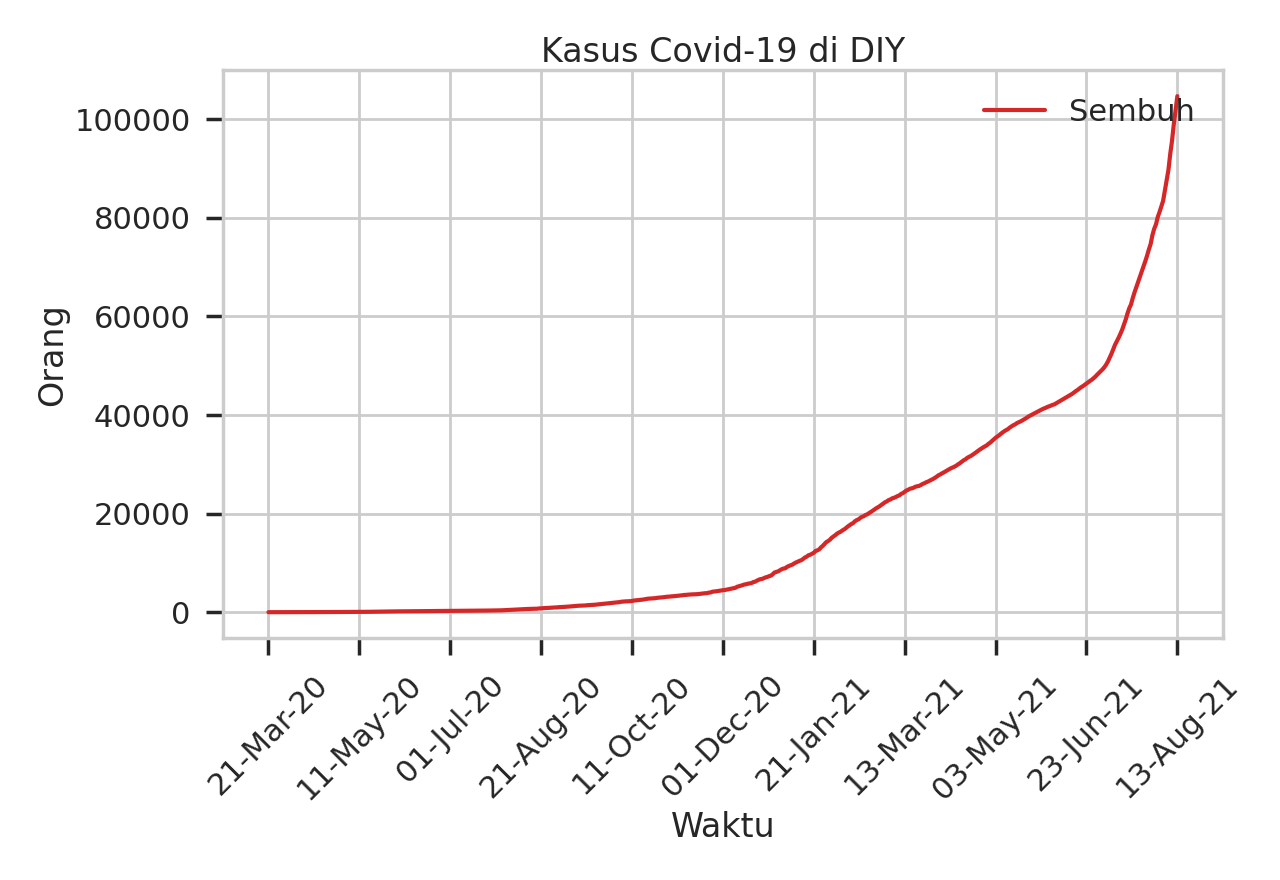 Kasus Covid-19 di DIY
Sembuh
Orang
100000
80000
60000
40000
20000
0
21-Mar-20
11-May-20
01-Jul-20
21-Aug-20
11-Oct-20
01-Dec-20
21-Jan-21
13-Mar-21
03-May-21
23-Jun-21
13-Aug-21
Waktu